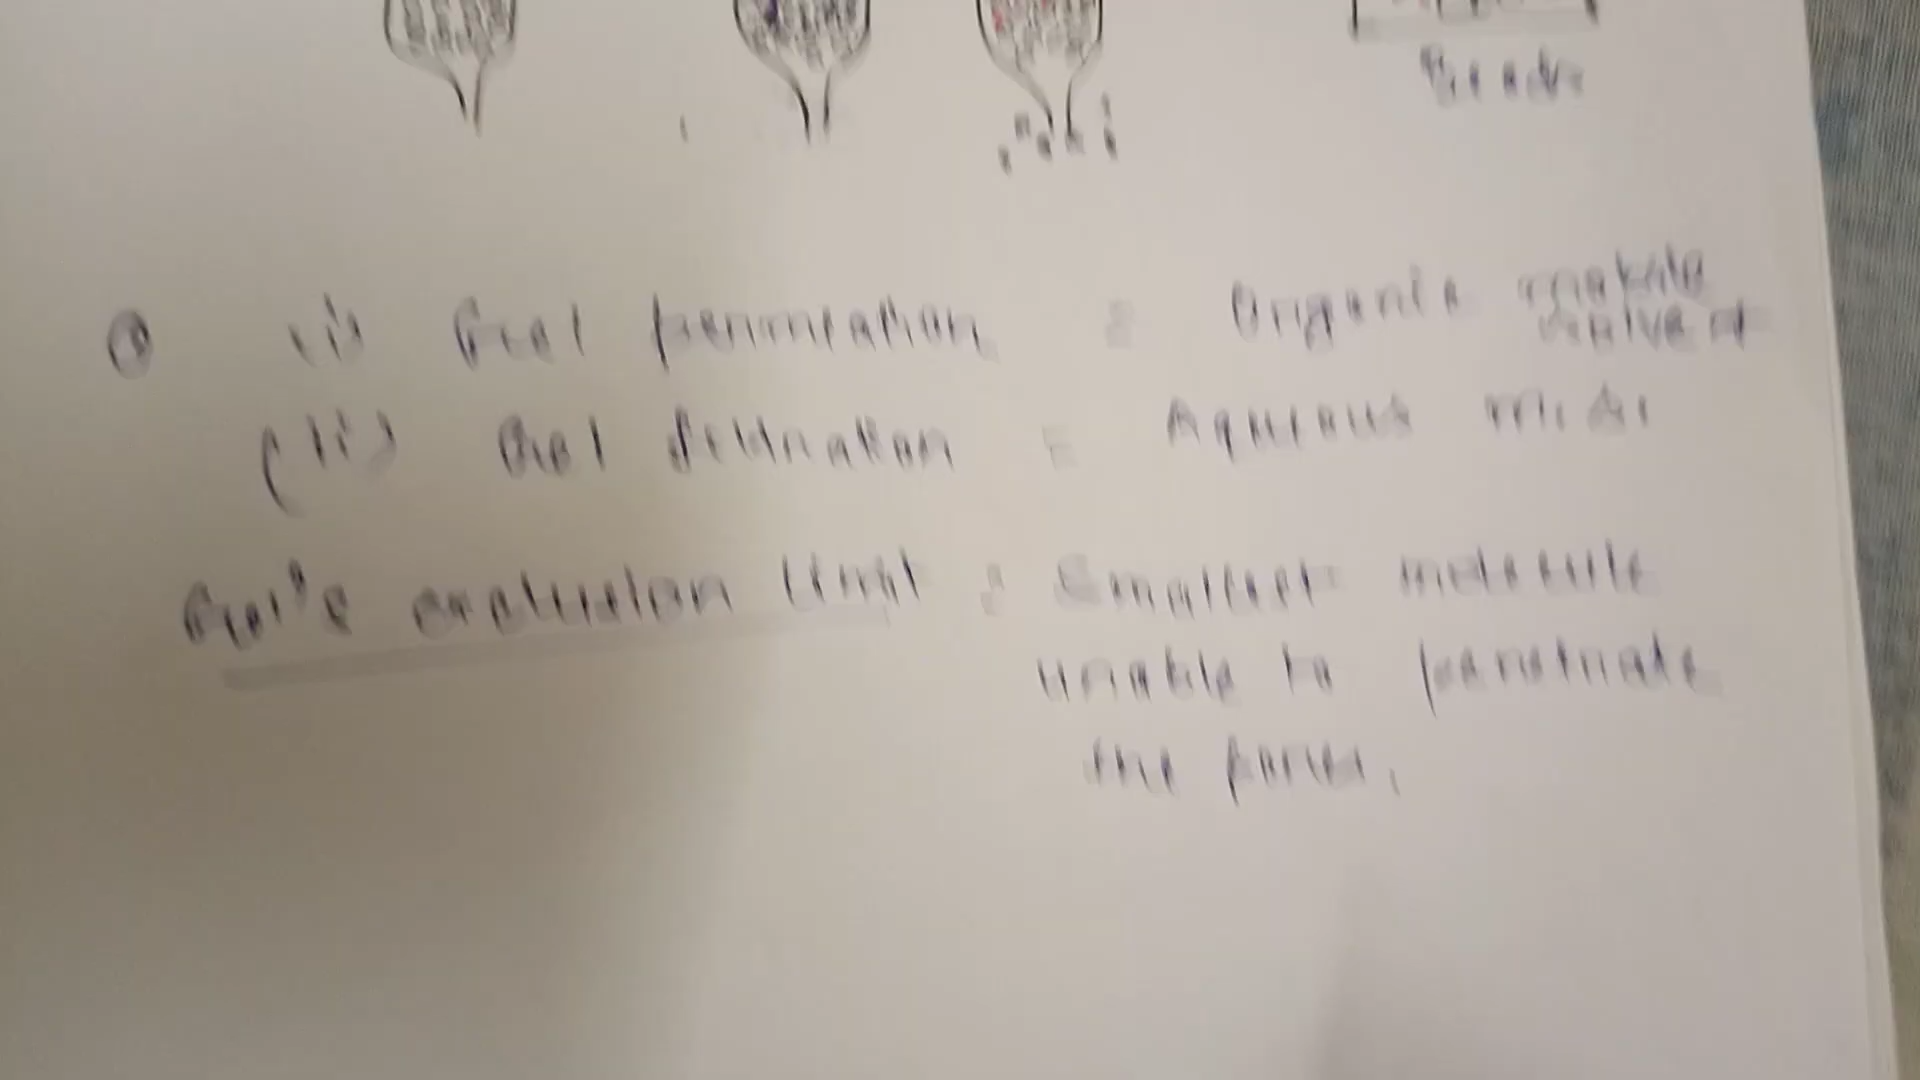 Beads
(i) Gel permeation : Organic mobile solvent
(ii) Gel filtration : Aqueous
Gel's exclusion limit : Smallest molecule
unable to penetrate
the pores.